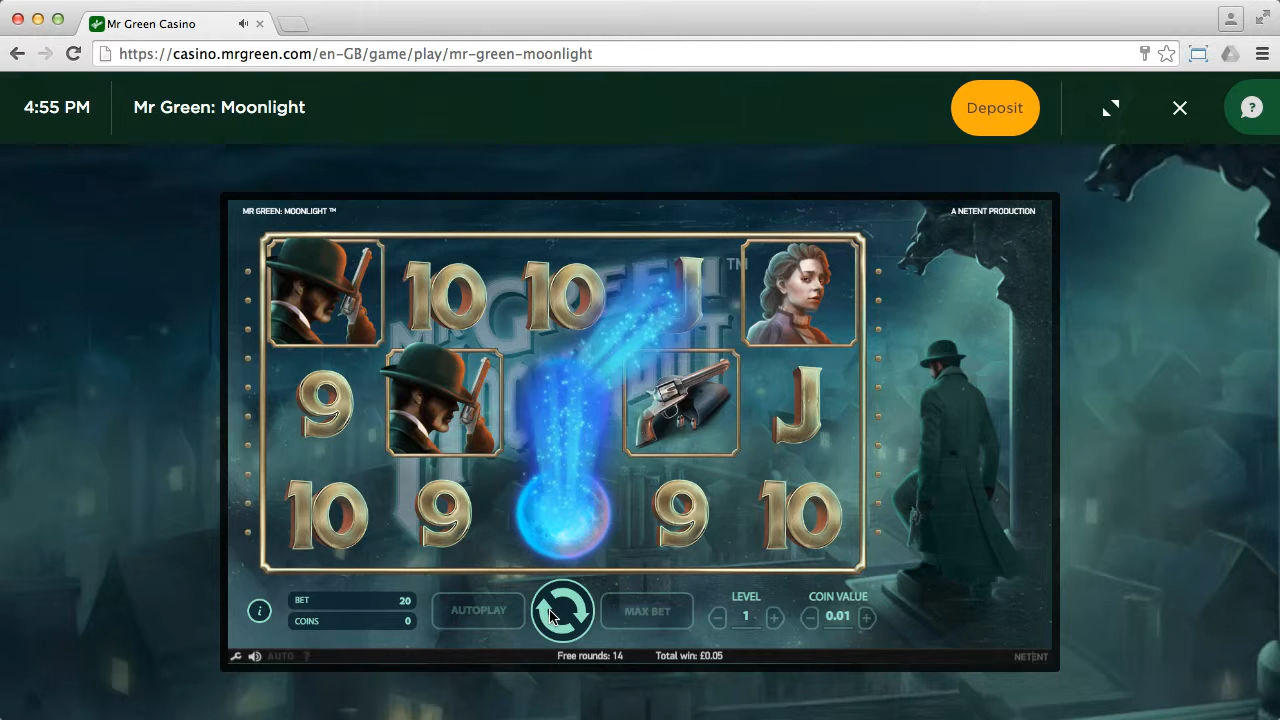 Mr Green Casino
https://casino.mrgreen.com/en-GB/game/play/mr-green-moonlight
4:55 PM
Mr Green: Moonlight
Deposit
?
MR GREEN: MOONLIGHT ™
A NETENT PRODUCTION
10 10 J
™
9 J
10 9 9 10
i
BET 20
COINS 0
AUTOPLAY
MAX BET
LEVEL
− 1 +
COIN VALUE
− 0.01 +
AUTO ?
Free rounds: 14
Total win: £0.05
NETENT